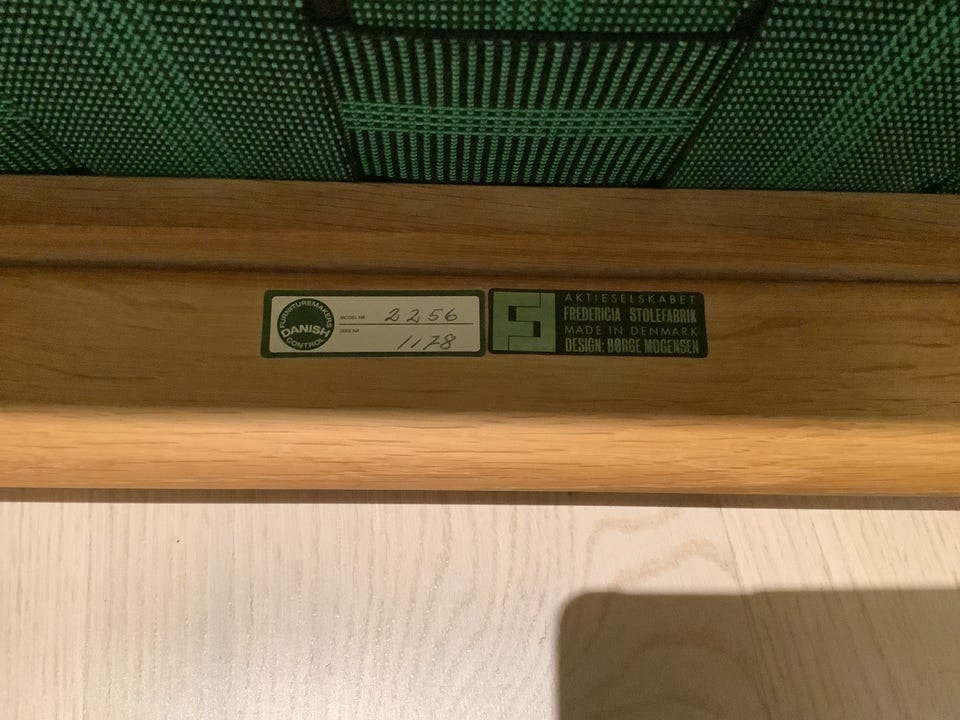 FURNITUREMAKERS
DANISH
CONTROL
MODEL NR 2256
SERIE NR 1178
AKTIESELSKABET
FREDERICIA STOLEFABRIK
MADE IN DENMARK
DESIGN: BØRGE MOGENSEN